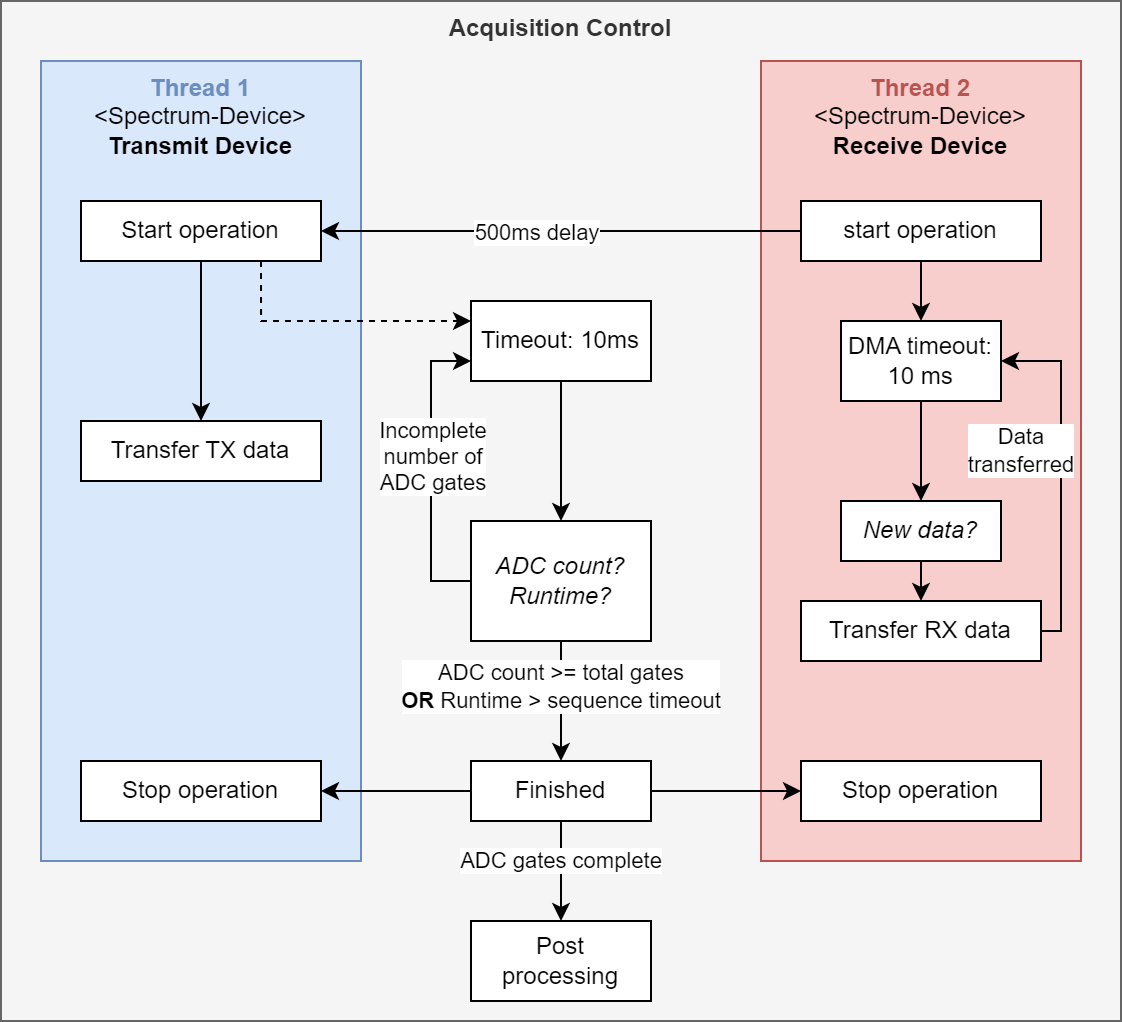 Acquisition Control
Thread 1
<Spectrum-Device>
Transmit Device
Thread 2
<Spectrum-Device>
Receive Device
Start operation
500ms delay
start operation
Timeout: 10ms
DMA timeout:
10 ms
Transfer TX data
Incomplete
number of
ADC gates
Data
transferred
New data?
ADC count?
Runtime?
Transfer RX data
ADC count >= total gates
OR Runtime > sequence timeout
Stop operation
Finished
Stop operation
ADC gates complete
Post
processing